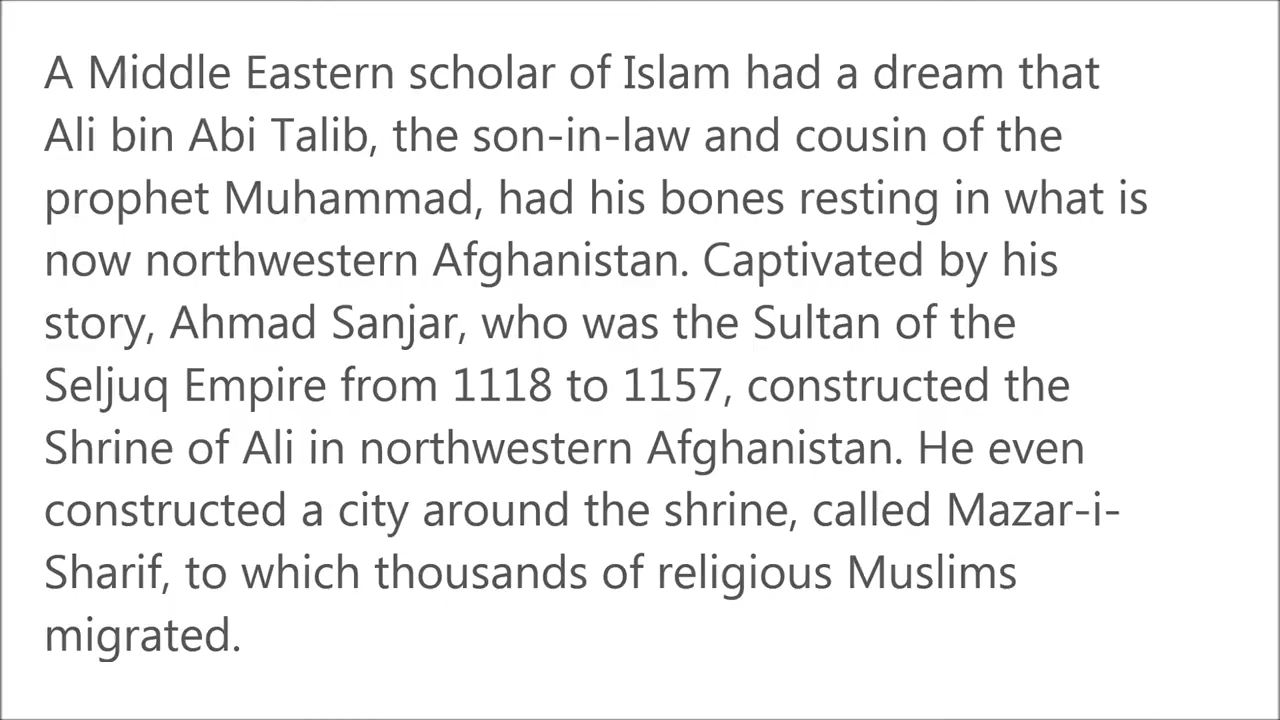 A Middle Eastern scholar of Islam had a dream that
Ali bin Abi Talib, the son-in-law and cousin of the
prophet Muhammad, had his bones resting in what is
now northwestern Afghanistan. Captivated by his
story, Ahmad Sanjar, who was the Sultan of the
Seljuq Empire from 1118 to 1157, constructed the
Shrine of Ali in northwestern Afghanistan. He even
constructed a city around the shrine, called Mazar-i-
Sharif, to which thousands of religious Muslims
migrated.